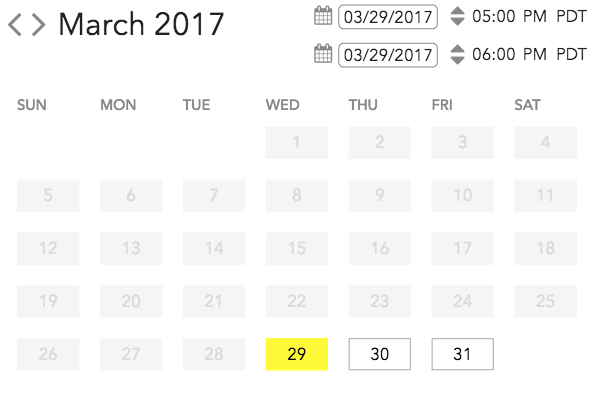 March 2017
03/29/2017 05:00 PM PDT
03/29/2017 06:00 PM PDT
SUN MON TUE WED THU FRI SAT
1 2 3 4
5 6 7 8 9 10 11
12 13 14 15 16 17 18
19 20 21 22 23 24 25
26 27 28 29 30 31